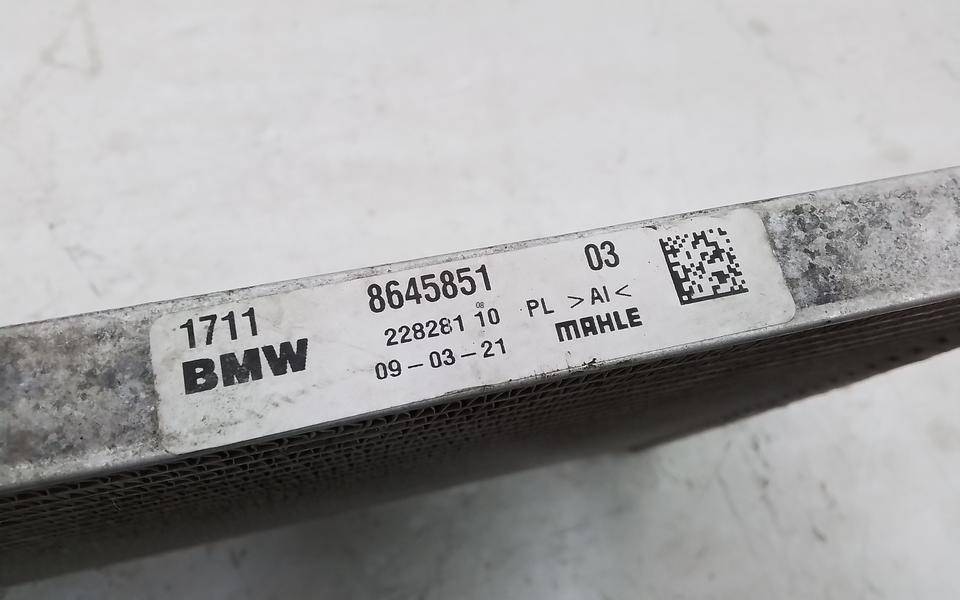 1711 8645851 03
BMW 228281 10 PL >Al<
08
09-03-21 MAHLE